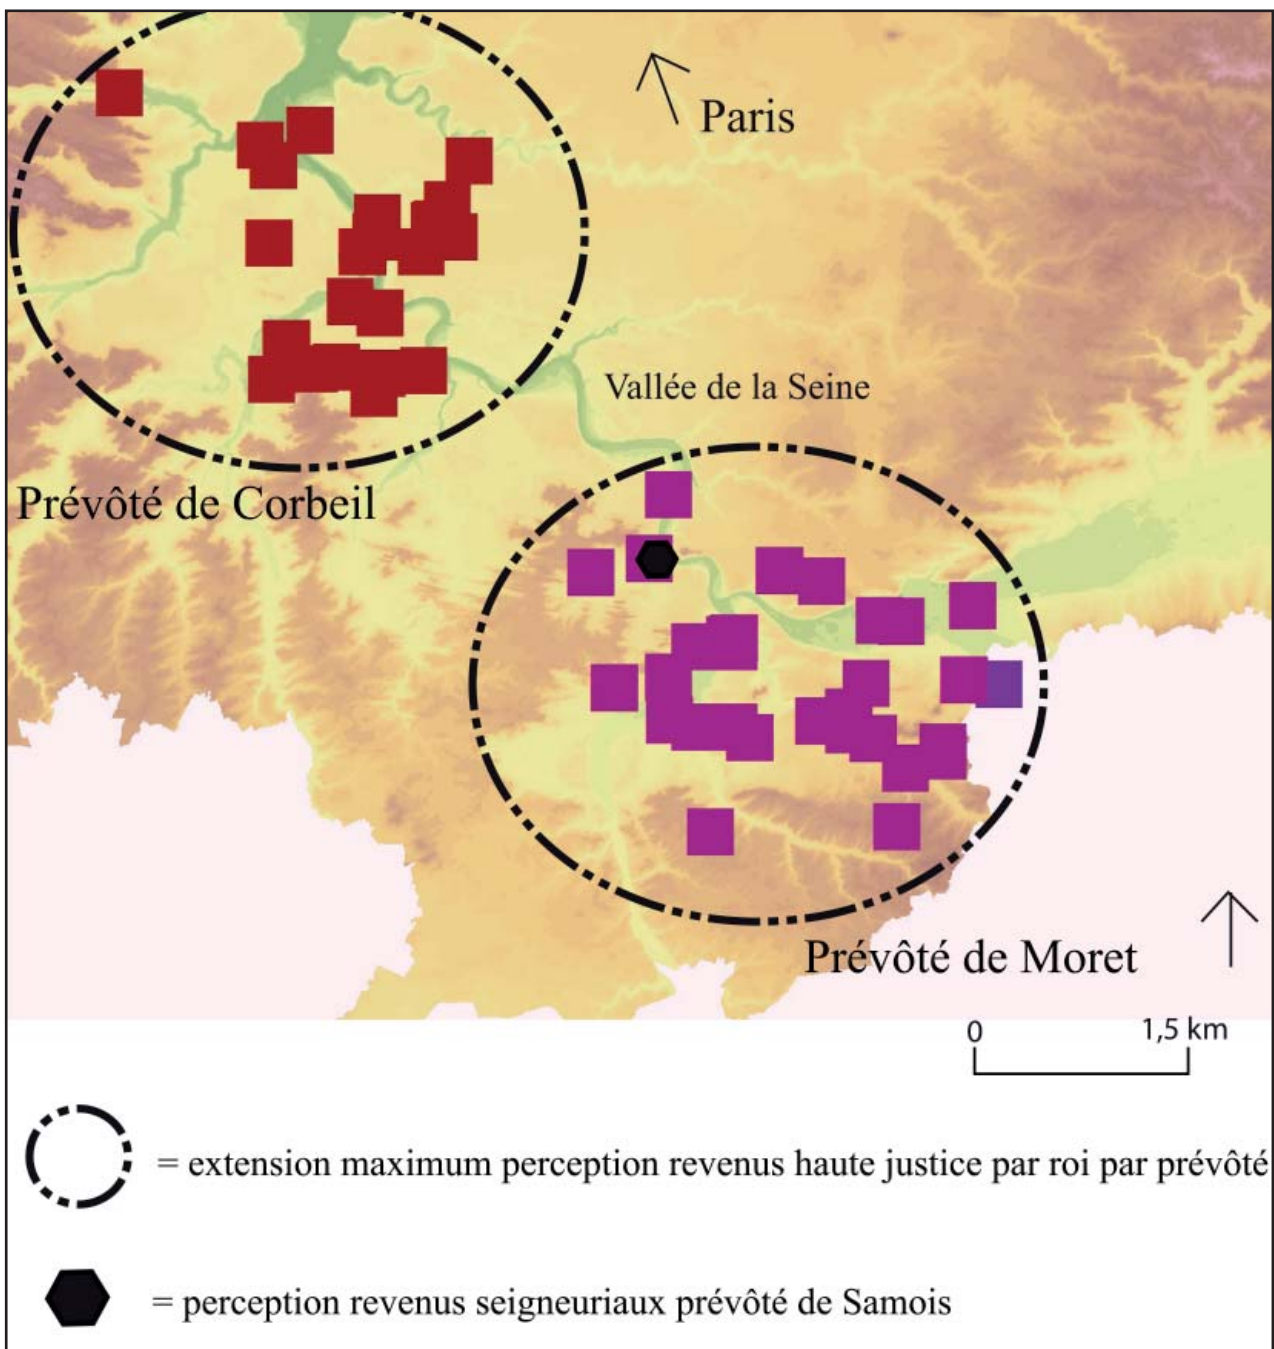 Paris
Vallée de la Seine
Prévôté de Corbeil
Prévôté de Moret
0 1,5 km
= extension maximum perception revenus haute justice par roi par prévôté
= perception revenus seigneuriaux prévôté de Samois